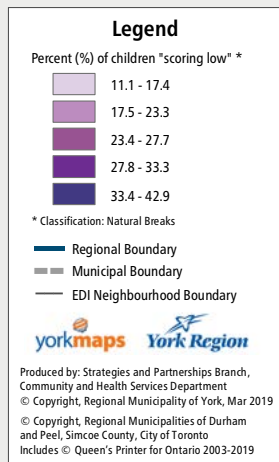 Legend
Percent (%) of children "scoring low" *
11.1 - 17.4
17.5 - 23.3
23.4 - 27.7
27.8 - 33.3
33.4 - 42.9
* Classification: Natural Breaks
Regional Boundary
Municipal Boundary
EDI Neighbourhood Boundary
yorkmaps York Region
Produced by: Strategies and Partnerships Branch,
Community and Health Services Department
© Copyright, Regional Municipality of York, Mar 2019
© Copyright, Regional Municipalities of Durham
and Peel, Simcoe County, City of Toronto
Includes © Queen's Printer for Ontario 2003-2019